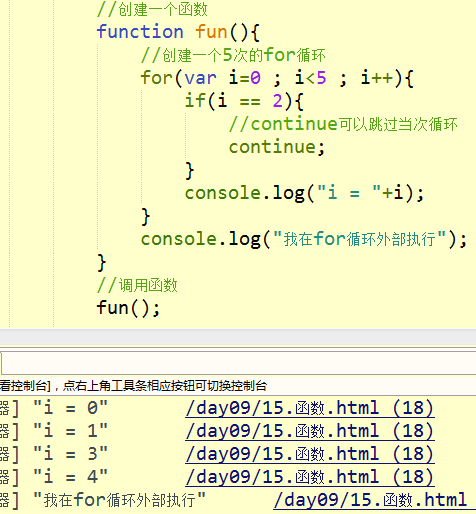 //创建一个函数
function fun(){
//创建一个5次的for循环
for(var i=0 ; i<5 ; i++){
if(i == 2){
//continue可以跳过当次循环
continue;
}
console.log("i = "+i);
}
console.log("我在for循环外部执行");
}
//调用函数
fun();
看控制台]，点右上角工具条相应按钮可切换控制台
器] "i = 0" /day09/15.函数.html (18)
器] "i = 1" /day09/15.函数.html (18)
器] "i = 3" /day09/15.函数.html (18)
器] "i = 4" /day09/15.函数.html (18)
器] "我在for循环外部执行" /day09/15.函数.html